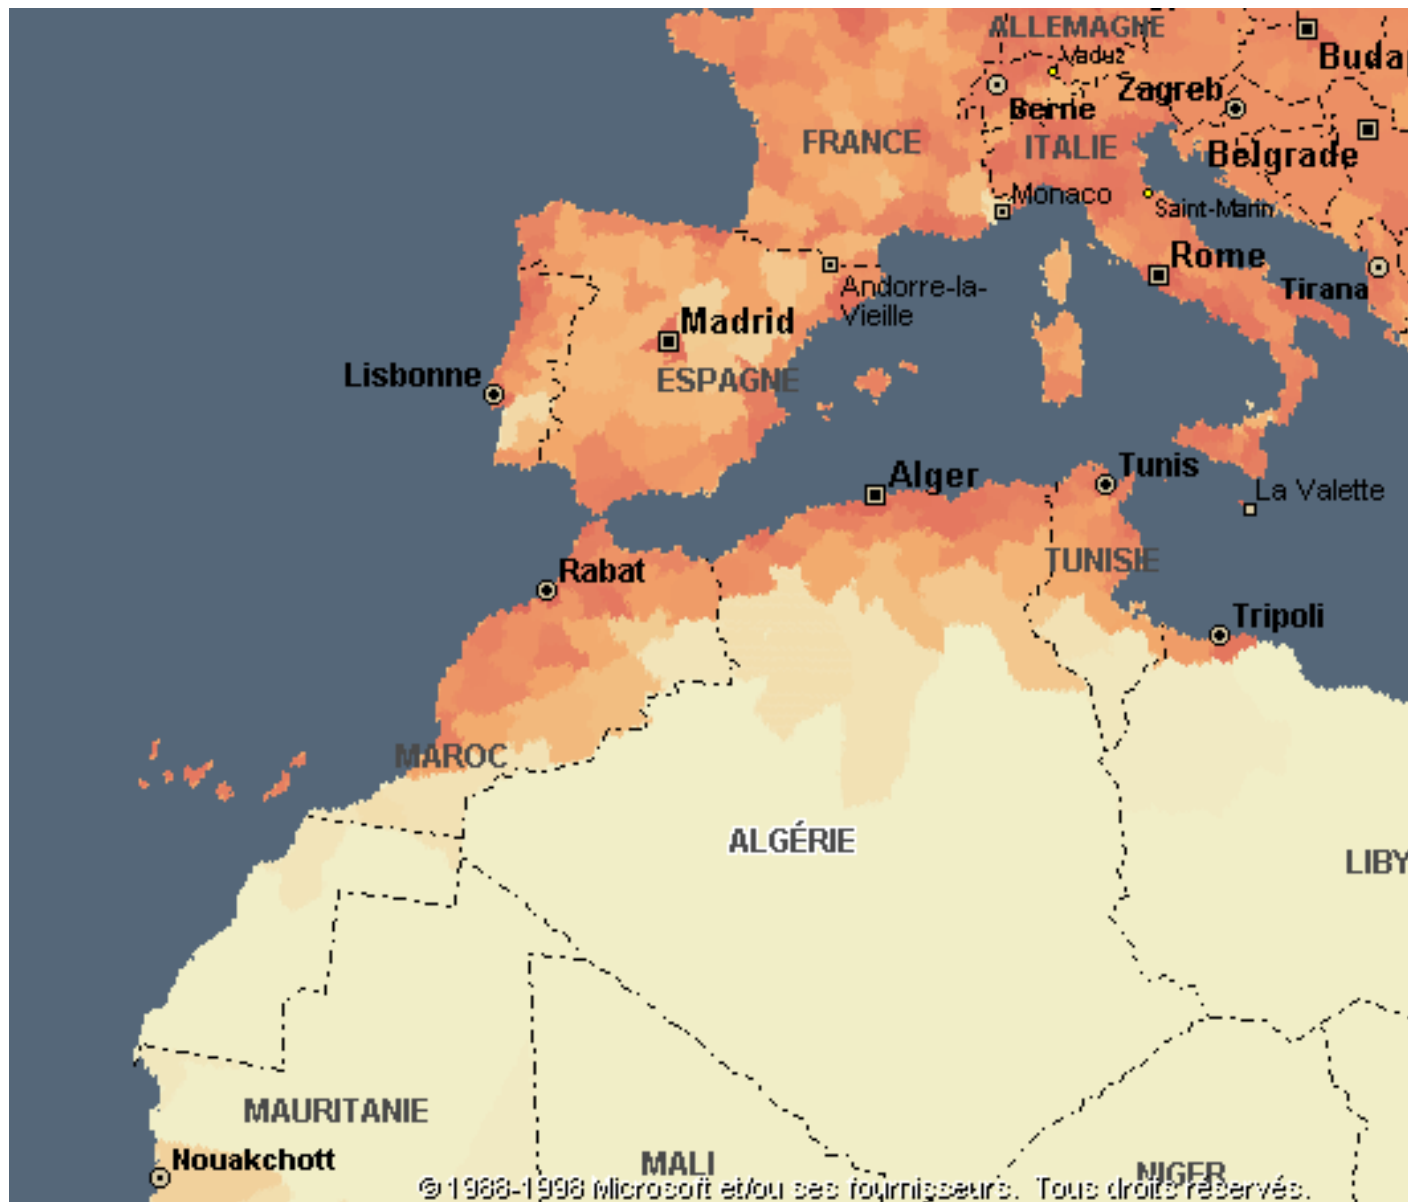 ALLEMAGNE
Vaduz
Budap
Zagreb
Berne
FRANCE
ITALIE
Belgrade
Monaco
Saint-Marin
Rome
Andorre-la-
Vieille
Tirana
Madrid
Lisbonne
ESPAGNE
Alger
Tunis
La Valette
TUNISIE
Rabat
Tripoli
MAROC
ALGÉRIE
LIBY
MAURITANIE
Nouakchott
MALI
NIGER
© 1988-1998 Microsoft et/ou ses fournisseurs. Tous droits réservés.